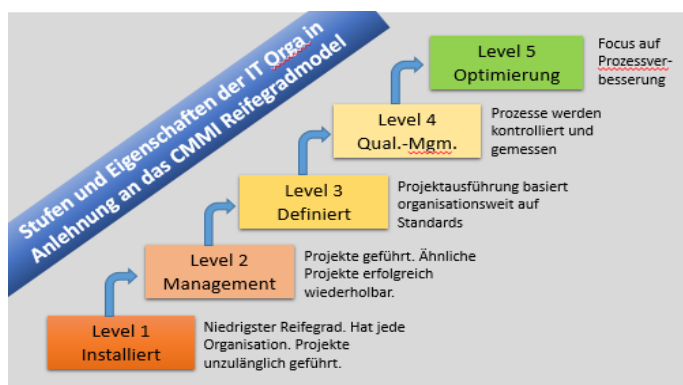 Stufen und Eigenschaften der IT Orga in
Anlehnung an das CMMI Reifegradmodel
Level 5
Optimierung
Focus auf
Prozessver-
besserung
Level 4
Qual.-Mgm.
Prozesse werden
kontrolliert und
gemessen
Level 3
Definiert
Projektausführung basiert
organisationsweit auf
Standards
Level 2
Management
Projekte geführt. Ähnliche
Projekte erfolgreich
wiederholbar.
Level 1
Installiert
Niedrigster Reifegrad. Hat jede
Organisation. Projekte
unzulänglich geführt.